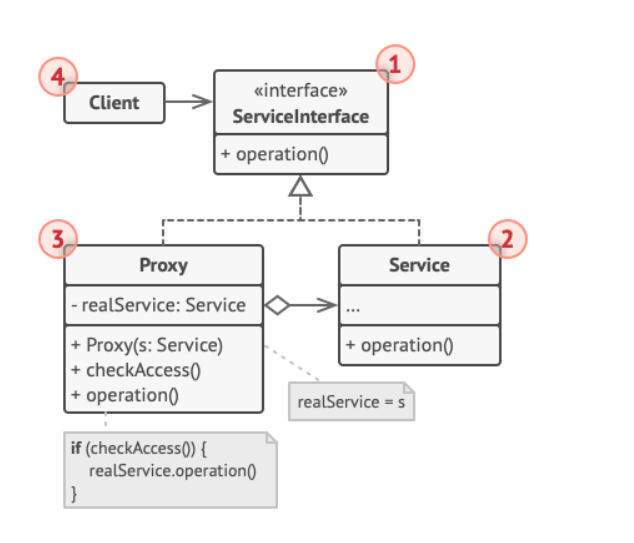 4
Client
1
«interface»
ServiceInterface
+ operation()
3
Proxy
- realService: Service
+ Proxy(s: Service)
+ checkAccess()
+ operation()
2
Service
...
+ operation()
realService = s
if (checkAccess()) {
realService.operation()
}